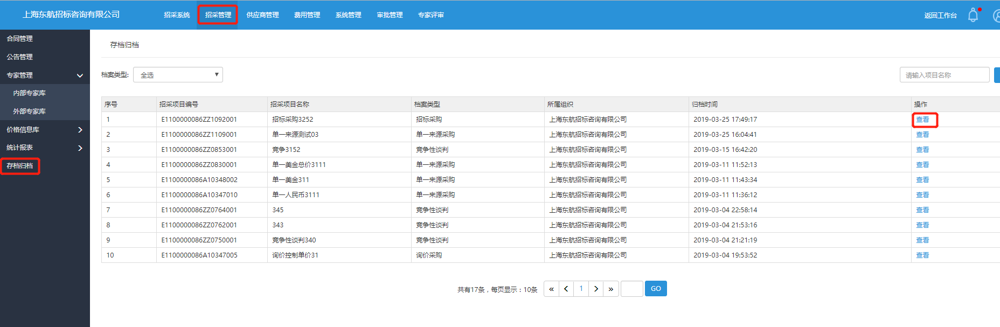 上海东航招标咨询有限公司 招采系统 招采管理 供应商管理 费用管理 系统管理 审批管理 专家评审 返回工作台
合同管理
公告管理
专家管理
内部专家库
外部专家库
价格信息库
统计报表
存档归档
存档归档
档案类型: 全选 请输入项目名称
序号 招采项目编号 招采项目名称 档案类型 所属组织 归档时间 操作
1 E1100000086ZZ1092001 招标采购3252 招标采购 上海东航招标咨询有限公司 2019-03-25 17:49:17 查看
2 E1100000086ZZ1109001 单一来源测试03 单一来源采购 上海东航招标咨询有限公司 2019-03-25 16:04:41 查看
3 E1100000086ZZ0853001 竞争3152 竞争性谈判 上海东航招标咨询有限公司 2019-03-15 16:42:20 查看
4 E1100000086ZZ0830001 单一美金总价3111 单一来源采购 上海东航招标咨询有限公司 2019-03-11 11:52:13 查看
5 E1100000086A10348002 单一美金311 单一来源采购 上海东航招标咨询有限公司 2019-03-11 11:43:34 查看
6 E1100000086A10347010 单一人民币3111 单一来源采购 上海东航招标咨询有限公司 2019-03-11 11:36:12 查看
7 E1100000086ZZ0764001 345 竞争性谈判 上海东航招标咨询有限公司 2019-03-04 22:58:14 查看
8 E1100000086ZZ0762001 343 竞争性谈判 上海东航招标咨询有限公司 2019-03-04 21:53:16 查看
9 E1100000086ZZ0750001 竞争性谈判340 竞争性谈判 上海东航招标咨询有限公司 2019-03-04 21:21:19 查看
10 E1100000086A10347005 询价控制单价31 询价采购 上海东航招标咨询有限公司 2019-03-04 19:53:52 查看
共有17条，每页显示：10条 « < 1 > » GO